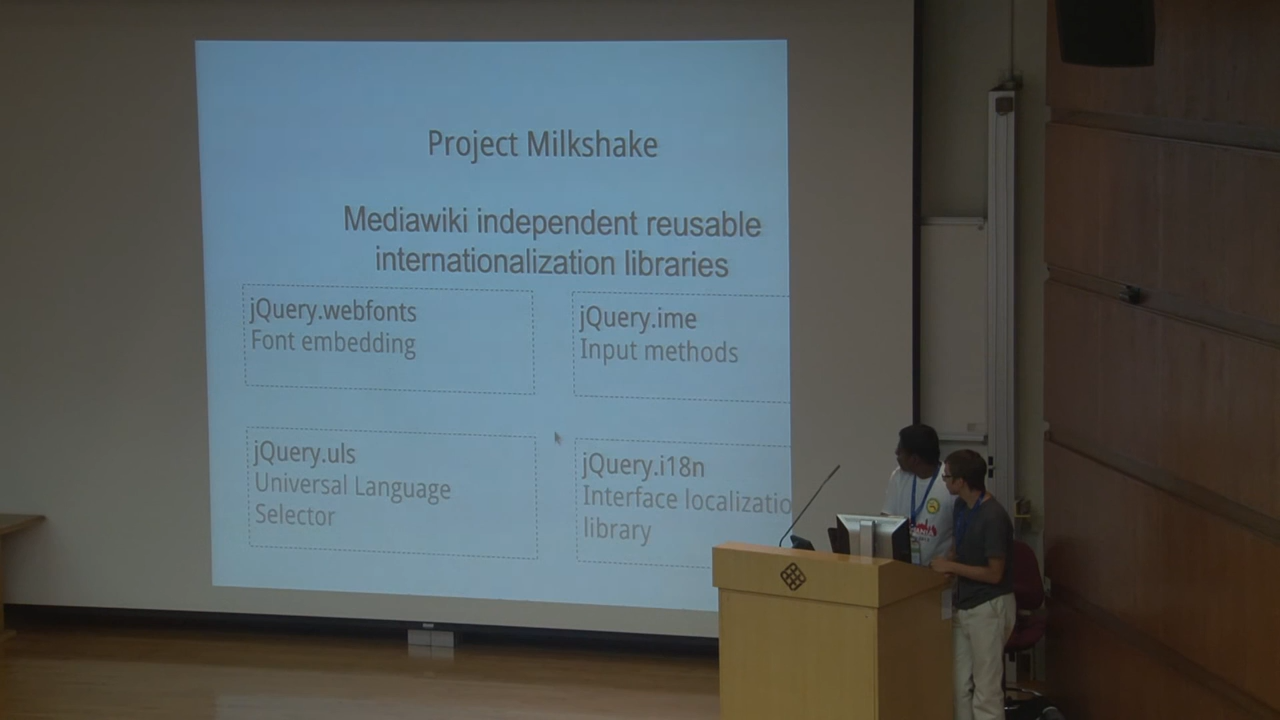 Project Milkshake
Mediawiki independent reusable
internationalization libraries
jQuery.webfonts
Font embedding
jQuery.ime
Input methods
jQuery.uls
Universal Language
Selector
jQuery.i18n
Interface localizatio
library